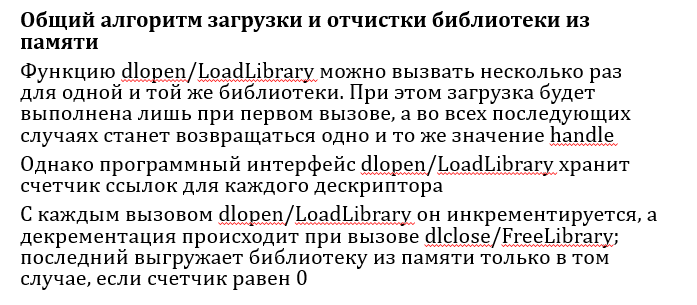 Общий алгоритм загрузки и отчистки библиотеки из
памяти
Функцию dlopen/LoadLibrary можно вызвать несколько раз
для одной и той же библиотеки. При этом загрузка будет
выполнена лишь при первом вызове, а во всех последующих
случаях станет возвращаться одно и то же значение handle
Однако программный интерфейс dlopen/LoadLibrary хранит
счетчик ссылок для каждого дескриптора
С каждым вызовом dlopen/LoadLibrary он инкрементируется, а
декрементация происходит при вызове dlclose/FreeLibrary;
последний выгружает библиотеку из памяти только в том
случае, если счетчик равен 0